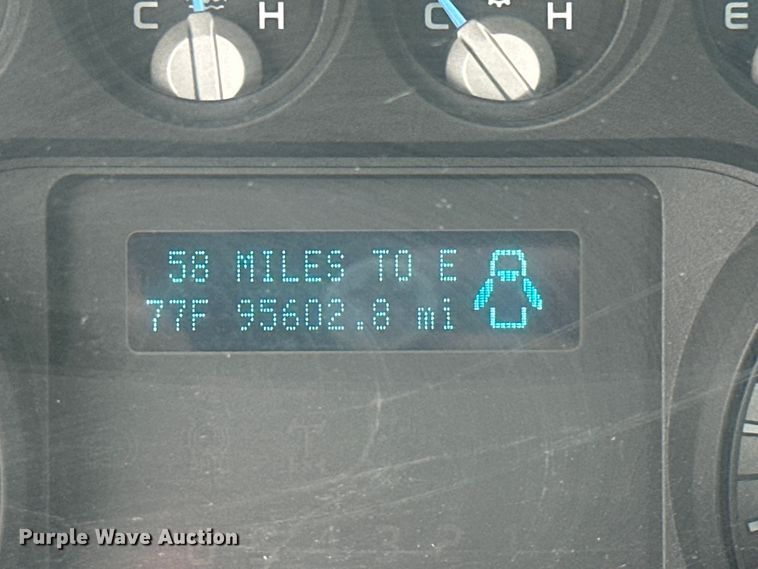 C H C H E
58 MILES TO E
77F 95602.8 mi
Purple Wave Auction